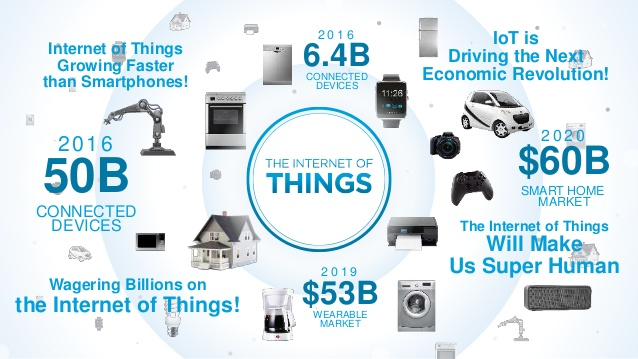 Internet of Things
Growing Faster
than Smartphones!
2016
6.4B
CONNECTED
DEVICES
IoT is
Driving the Next
Economic Revolution!
2016
50B
CONNECTED
DEVICES
THE INTERNET OF
THINGS
2020
$60B
SMART HOME
MARKET
Wagering Billions on
the Internet of Things!
2019
$53B
WEARABLE
MARKET
The Internet of Things
Will Make
Us Super Human